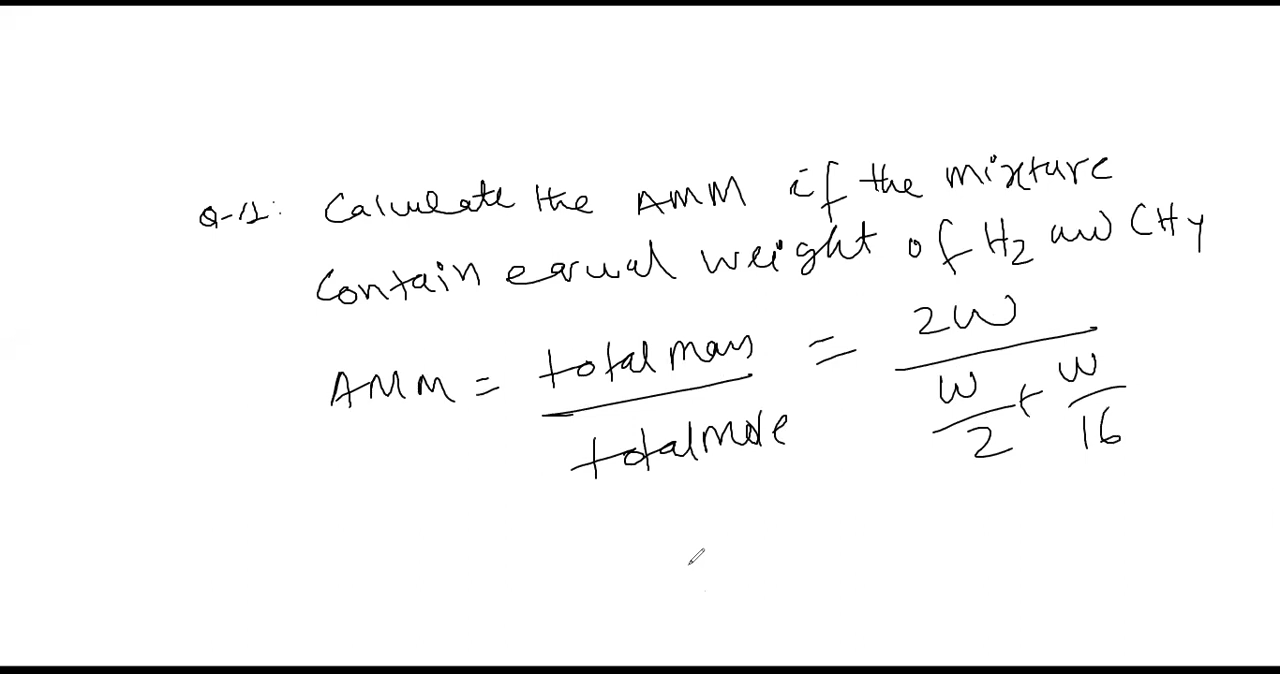 Q-12: Calculate the AMM if the mixture
contain equal weight of H2 and CH4
AMM = total mass / total mole = 2W / (W/2 + W/16)